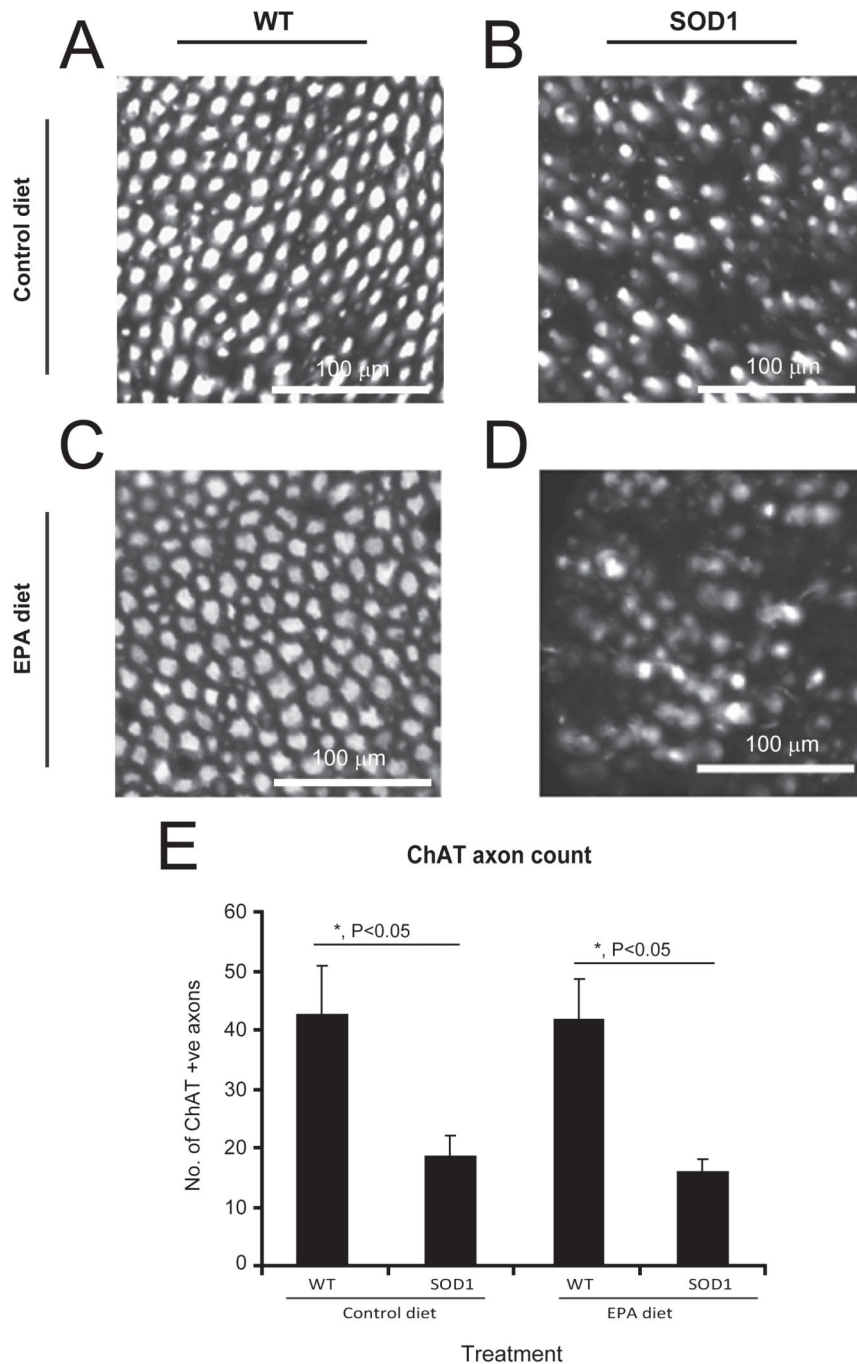 A
WT
B
SOD1
Control diet
100 μm
100 μm
C
D
EPA diet
100 μm
100 μm
E
ChAT axon count
No. of ChAT +ve axons
60
50
40
30
20
10
0
*, P<0.05
*, P<0.05
WT
SOD1
WT
SOD1
Control diet
EPA diet
Treatment